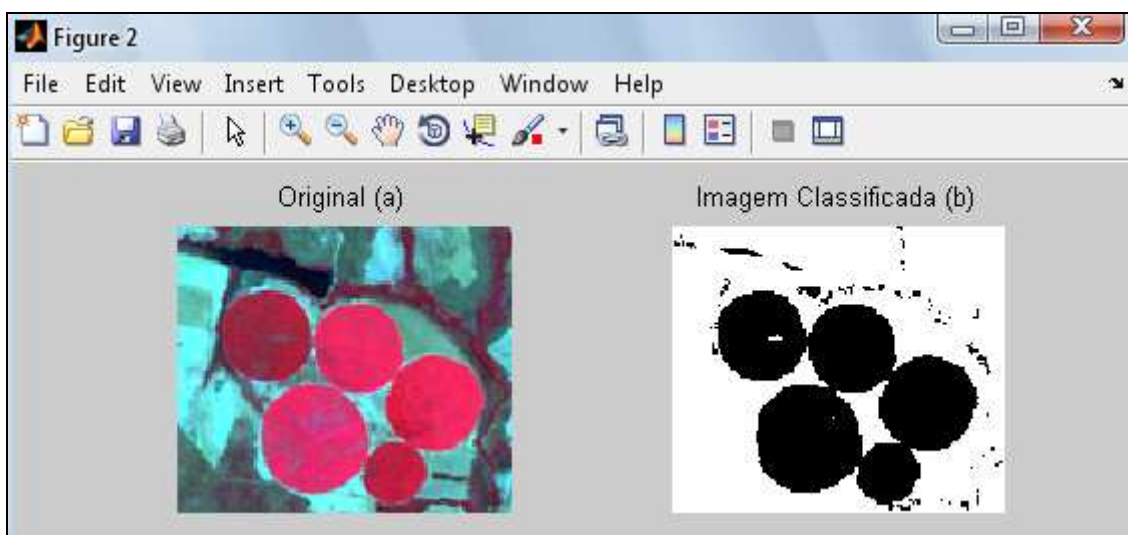 Figure 2
File Edit View Insert Tools Desktop Window Help
Original (a)
Imagem Classificada (b)